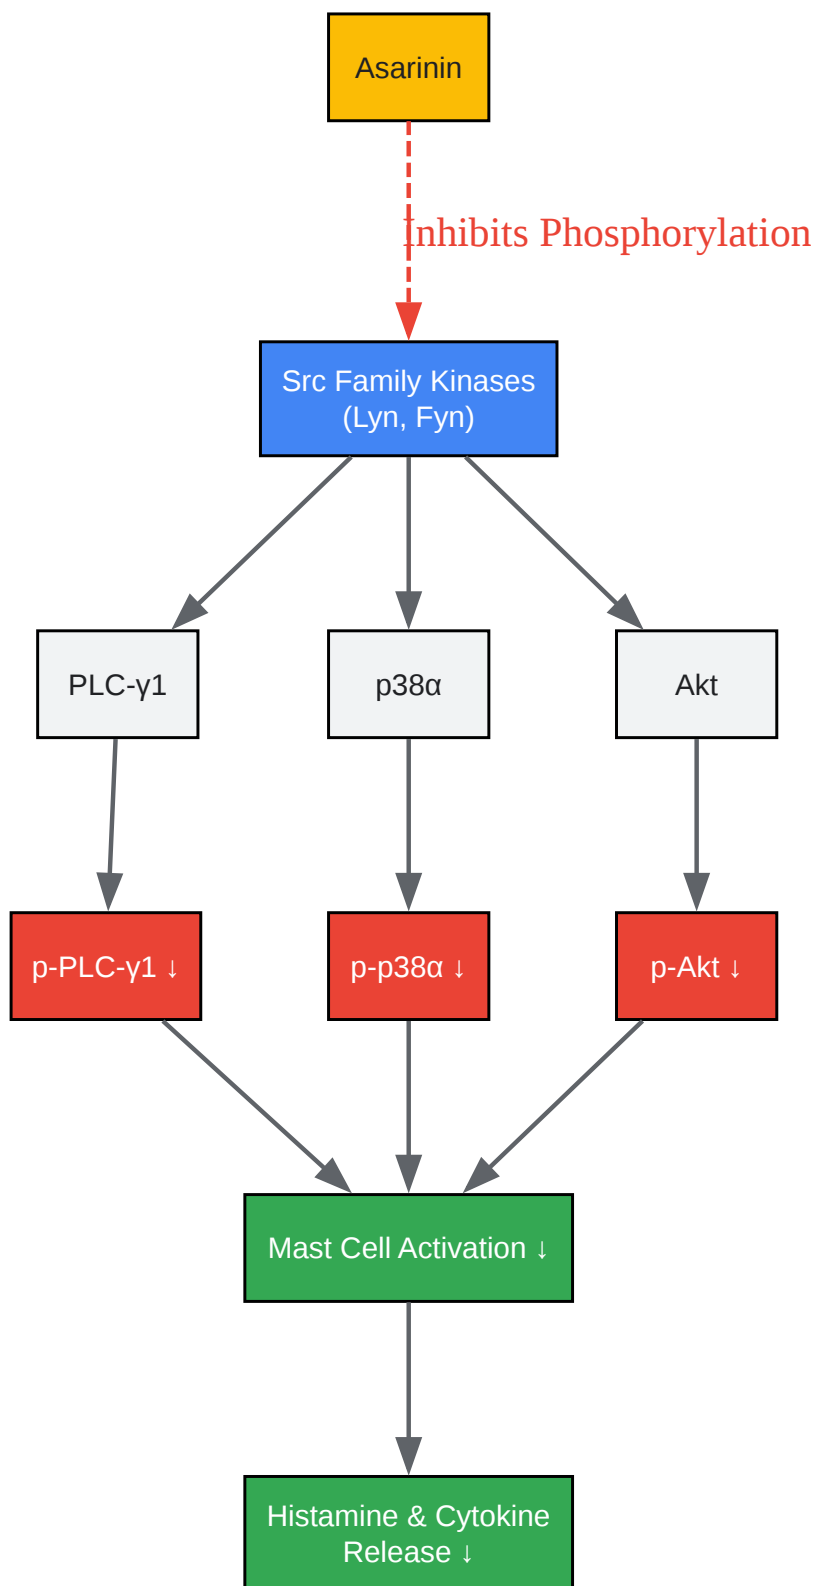 Asarinin
Inhibits Phosphorylation
Src Family Kinases
(Lyn, Fyn)
PLC-γ1
p38α
Akt
p-PLC-γ1 ↓
p-p38α ↓
p-Akt ↓
Mast Cell Activation ↓
Histamine & Cytokine
Release ↓